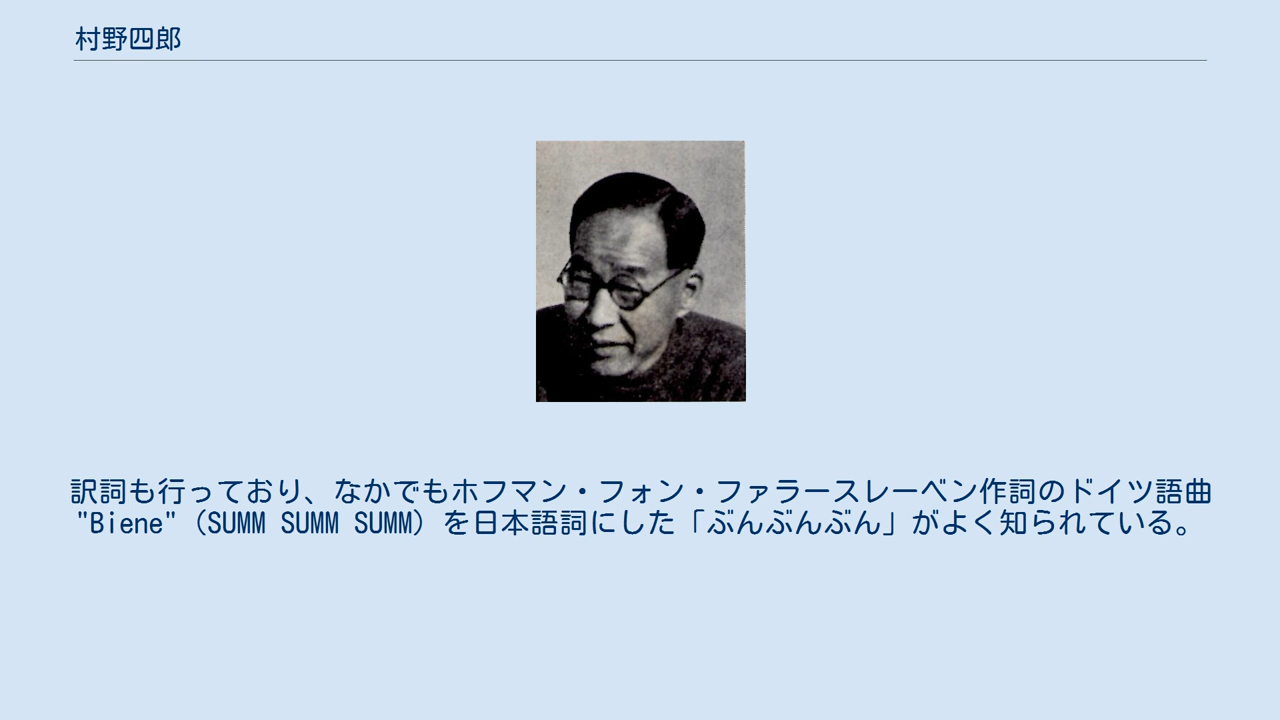 村野四郎
訳詞も行っており、なかでもホフマン・フォン・ファラースレーベン作詞のドイツ語曲
"Biene"（SUMM SUMM SUMM）を日本語詞にした「ぶんぶんぶん」がよく知られている。